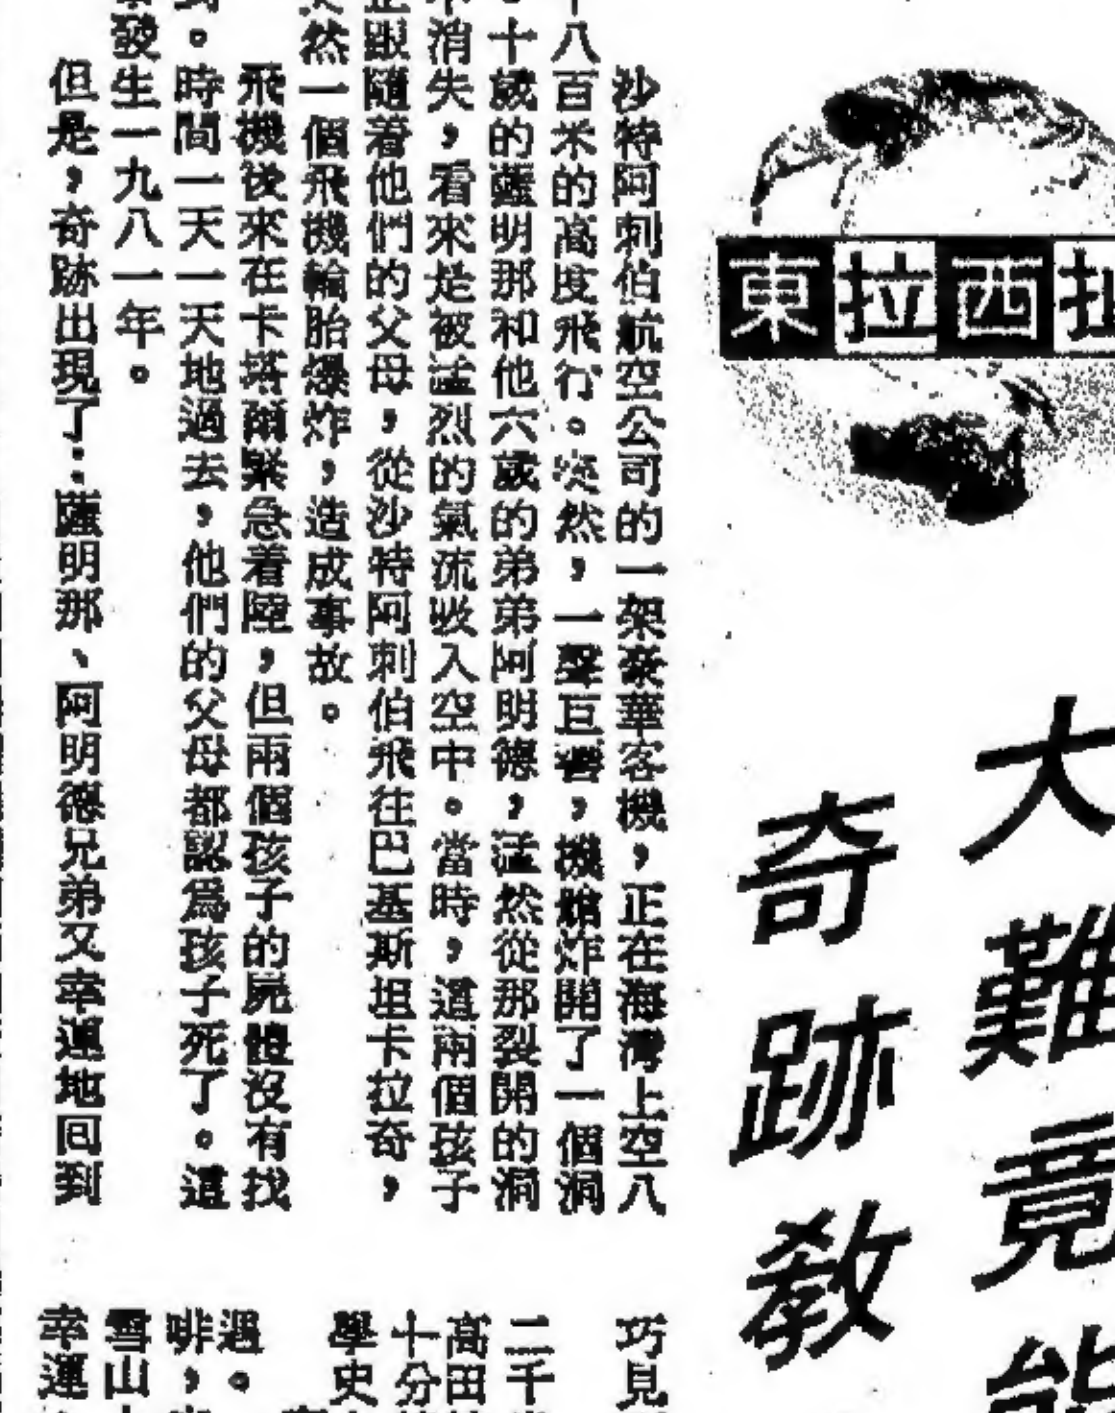 東拉西扯
大難竟能
奇跡教
沙特阿刺伯航空公司的一架豪華客機，正在海灣上空八
千八百米的高度飛行。突然，一聲巨響，機艙炸開了一個洞
。十歲的薩明那和他六歲的弟弟阿明德，猛然從那裂開的洞
消失，看來是被猛烈的氣流吸入空中。當時，這兩個孩子
正跟隨着他們的父母，從沙特阿刺伯飛往巴基斯坦卡拉奇，
突然一個飛機輪胎爆炸，造成事故。
飛機後來在卡塔爾緊急着陸，但兩個孩子的屍體沒有找
到。時間一天一天地過去，他們的父母都認爲孩子死了。這
發生一九八一年。
但是，奇跡出現了：薩明那、阿明德兄弟又幸運地回到
巧見
二千
高田
十分
學史
遇。
啡，
雪山
幸運